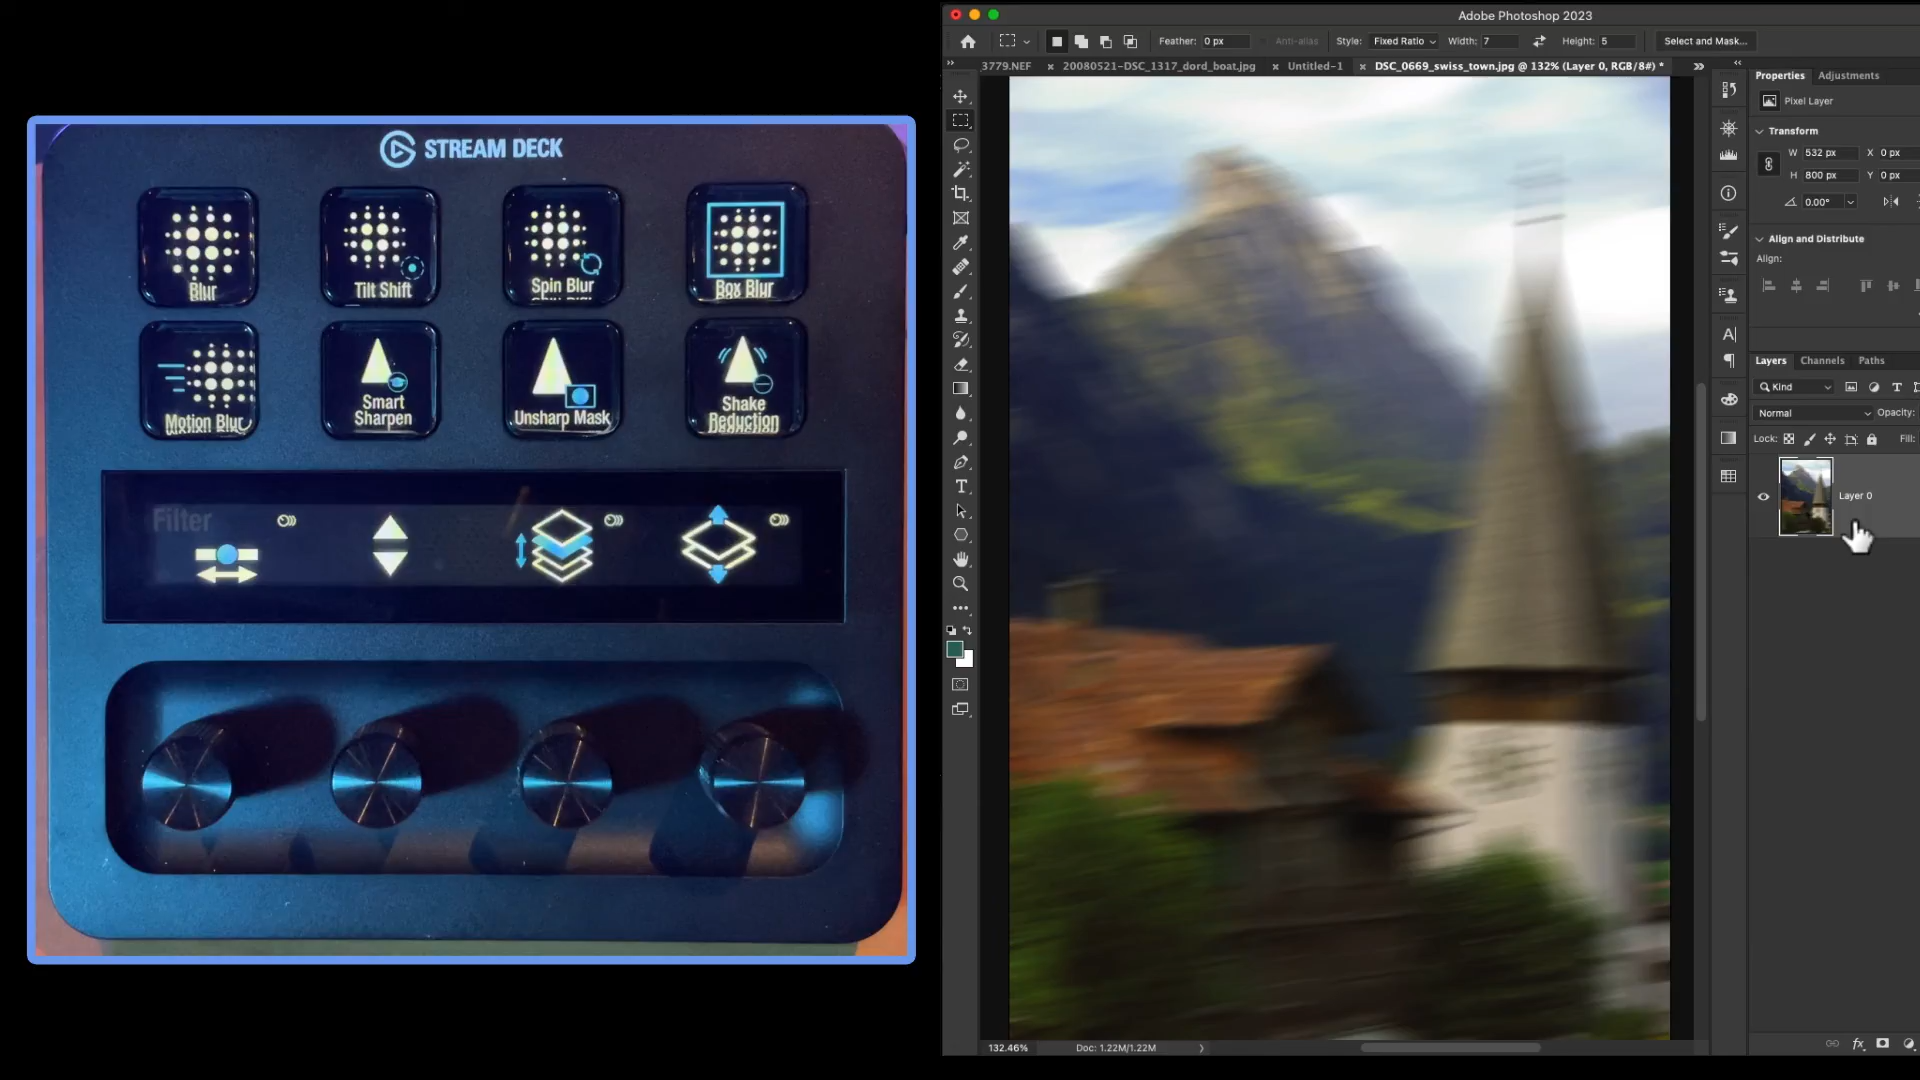 STREAM DECK
Blur
Tilt Shift
Spin Blur
Box Blur
Motion Blur
Smart
Sharpen
Unsharp Mask
Shake
Reduction
Filter
Adobe Photoshop 2023
Feather: 0 px
Anti-alias
Style: Fixed Ratio
Width: 7
Height: 5
Select and Mask...
3779.NEF
20080521-DSC_1317_dord_boat.jpg
Untitled-1
DSC_0669_swiss_town.jpg @ 132% (Layer 0, RGB/8#) *
Properties
Adjustments
Pixel Layer
Transform
W 532 px X 0 px
H 800 px Y 0 px
0.00°
Align and Distribute
Align:
Layers
Channels
Paths
Kind
Normal
Opacity:
Lock:
Fill:
Layer 0
132.46%
Doc: 1.22M/1.22M